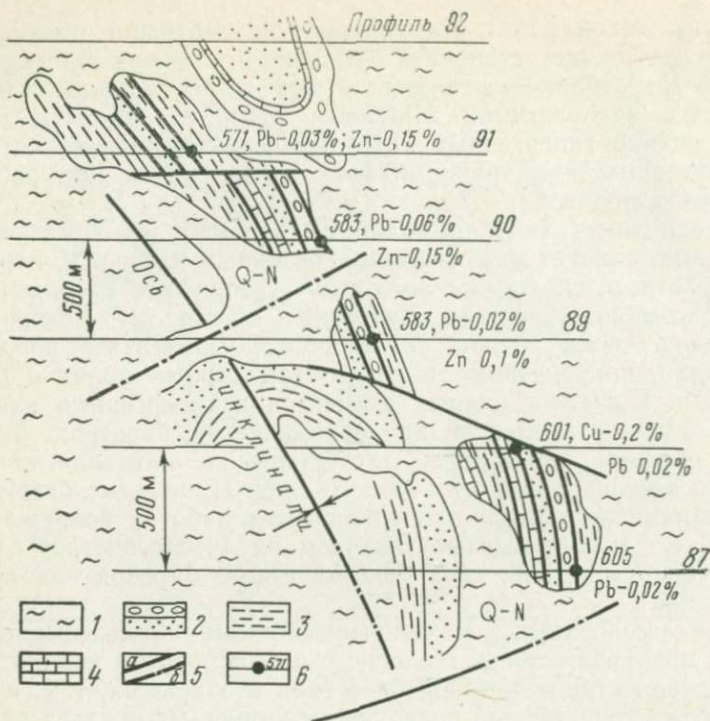 Профиль 92
571, Pb-0,03%; Zn-0,15% 91
583, Pb-0,06% 90
Zn-0,15%
Ось
Q-N
500 м
583, Pb-0,02% 89
Zn 0,1%
синклинали
601, Cu-0,2%
Pb 0,02%
500 м
605 87
Pb-0,02%
Q-N
1 2 3
4 а б 5 571 6